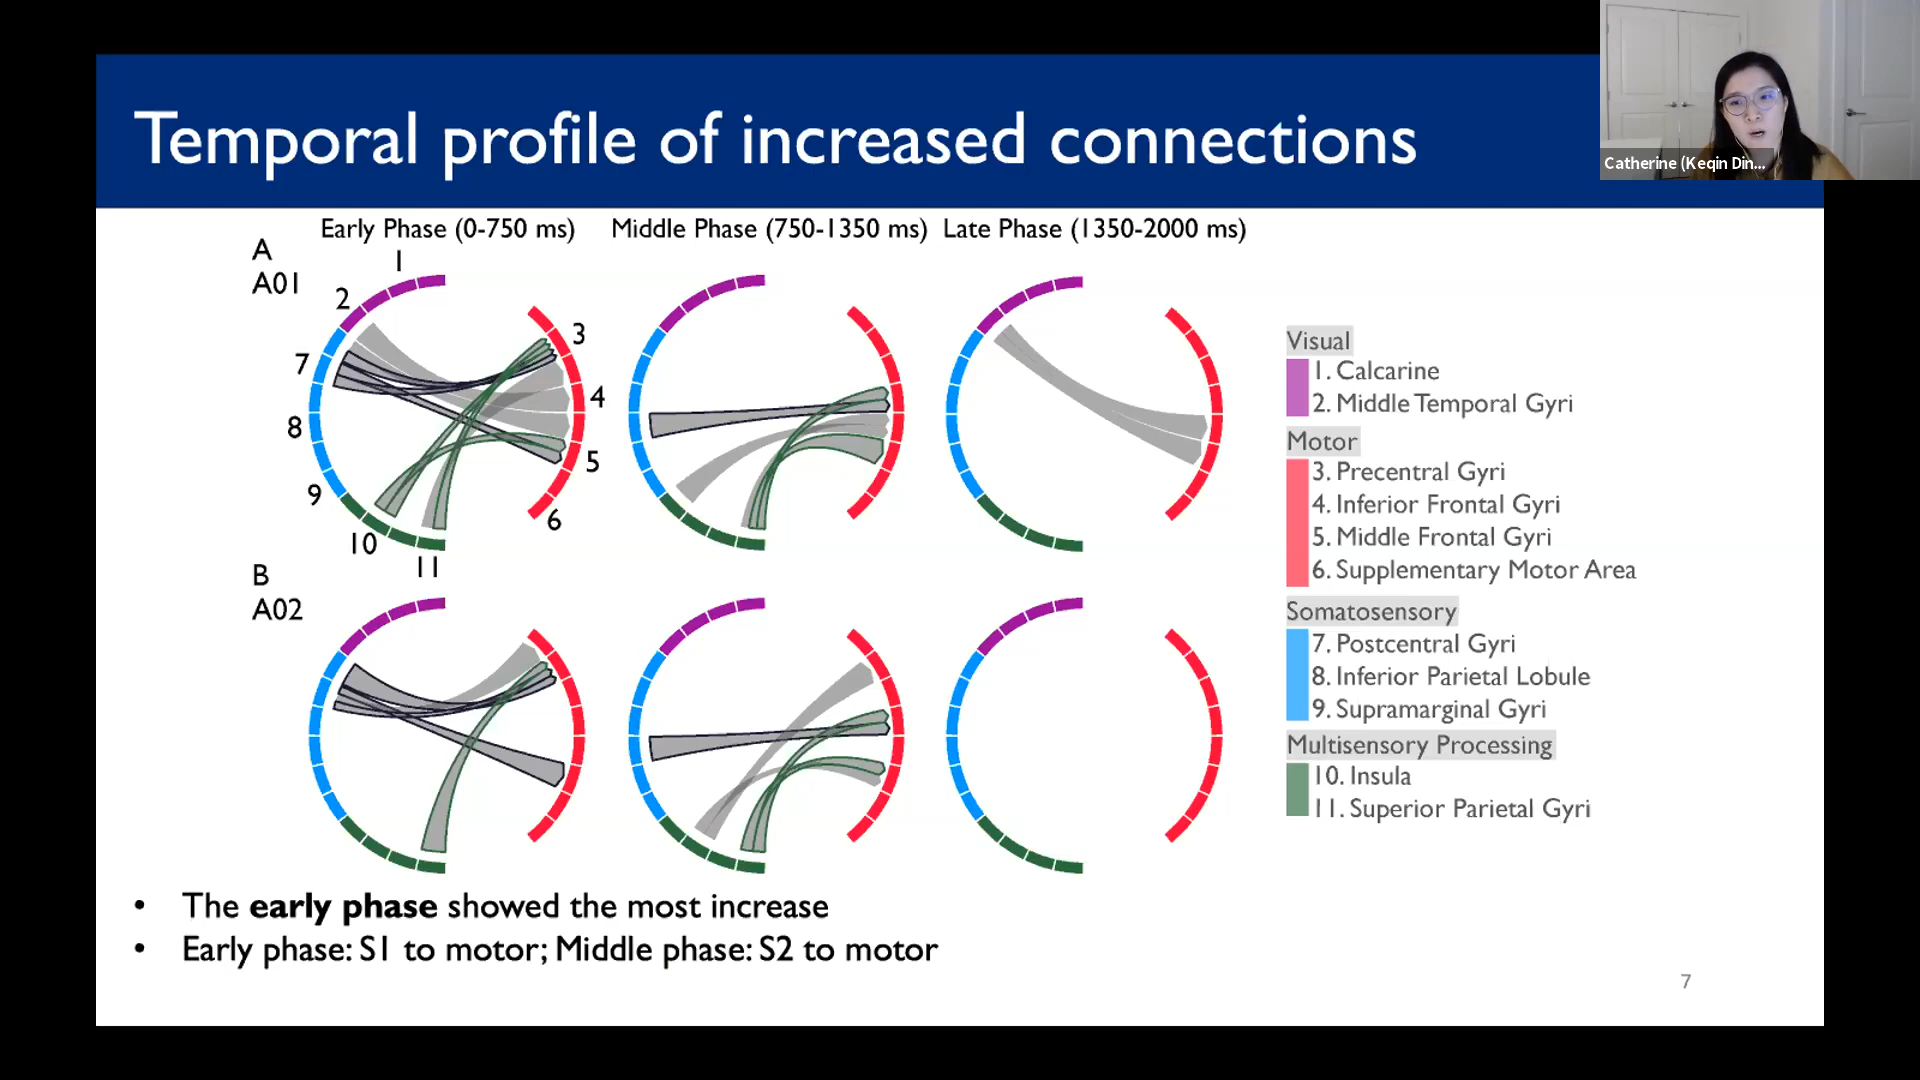 Temporal profile of increased connections
Catherine (Keqin Din...
Early Phase (0-750 ms) Middle Phase (750-1350 ms) Late Phase (1350-2000 ms)
A
A01
1
2
3
7
4
8
5
9
6
10
11
B
A02
Visual
1. Calcarine
2. Middle Temporal Gyri
Motor
3. Precentral Gyri
4. Inferior Frontal Gyri
5. Middle Frontal Gyri
6. Supplementary Motor Area
Somatosensory
7. Postcentral Gyri
8. Inferior Parietal Lobule
9. Supramarginal Gyri
Multisensory Processing
10. Insula
11. Superior Parietal Gyri
• The early phase showed the most increase
• Early phase: S1 to motor; Middle phase: S2 to motor
7